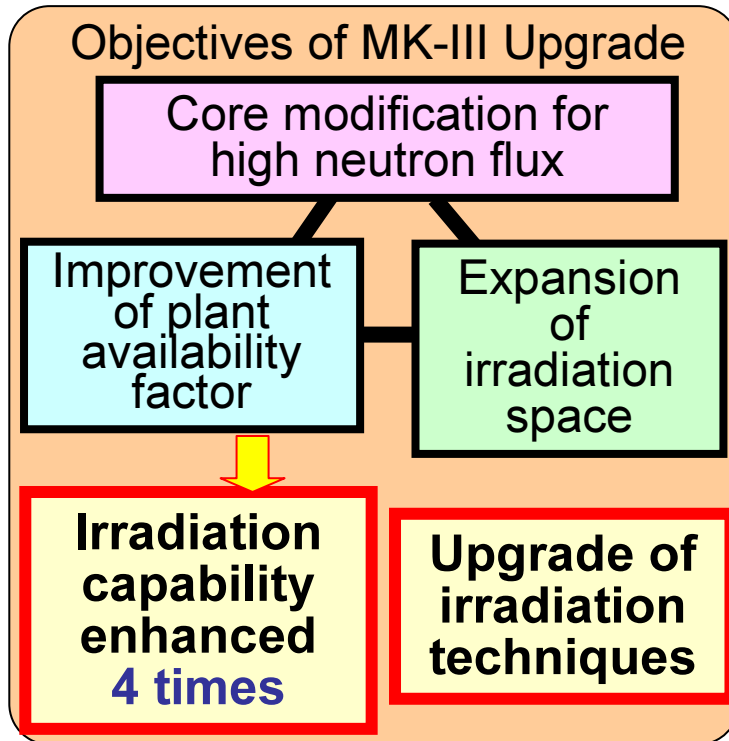 Objectives of MK-III Upgrade
Core modification for
high neutron flux
Improvement
of plant
availability
factor
Expansion
of
irradiation
space
Irradiation
capability
enhanced
4 times
Upgrade of
irradiation
techniques